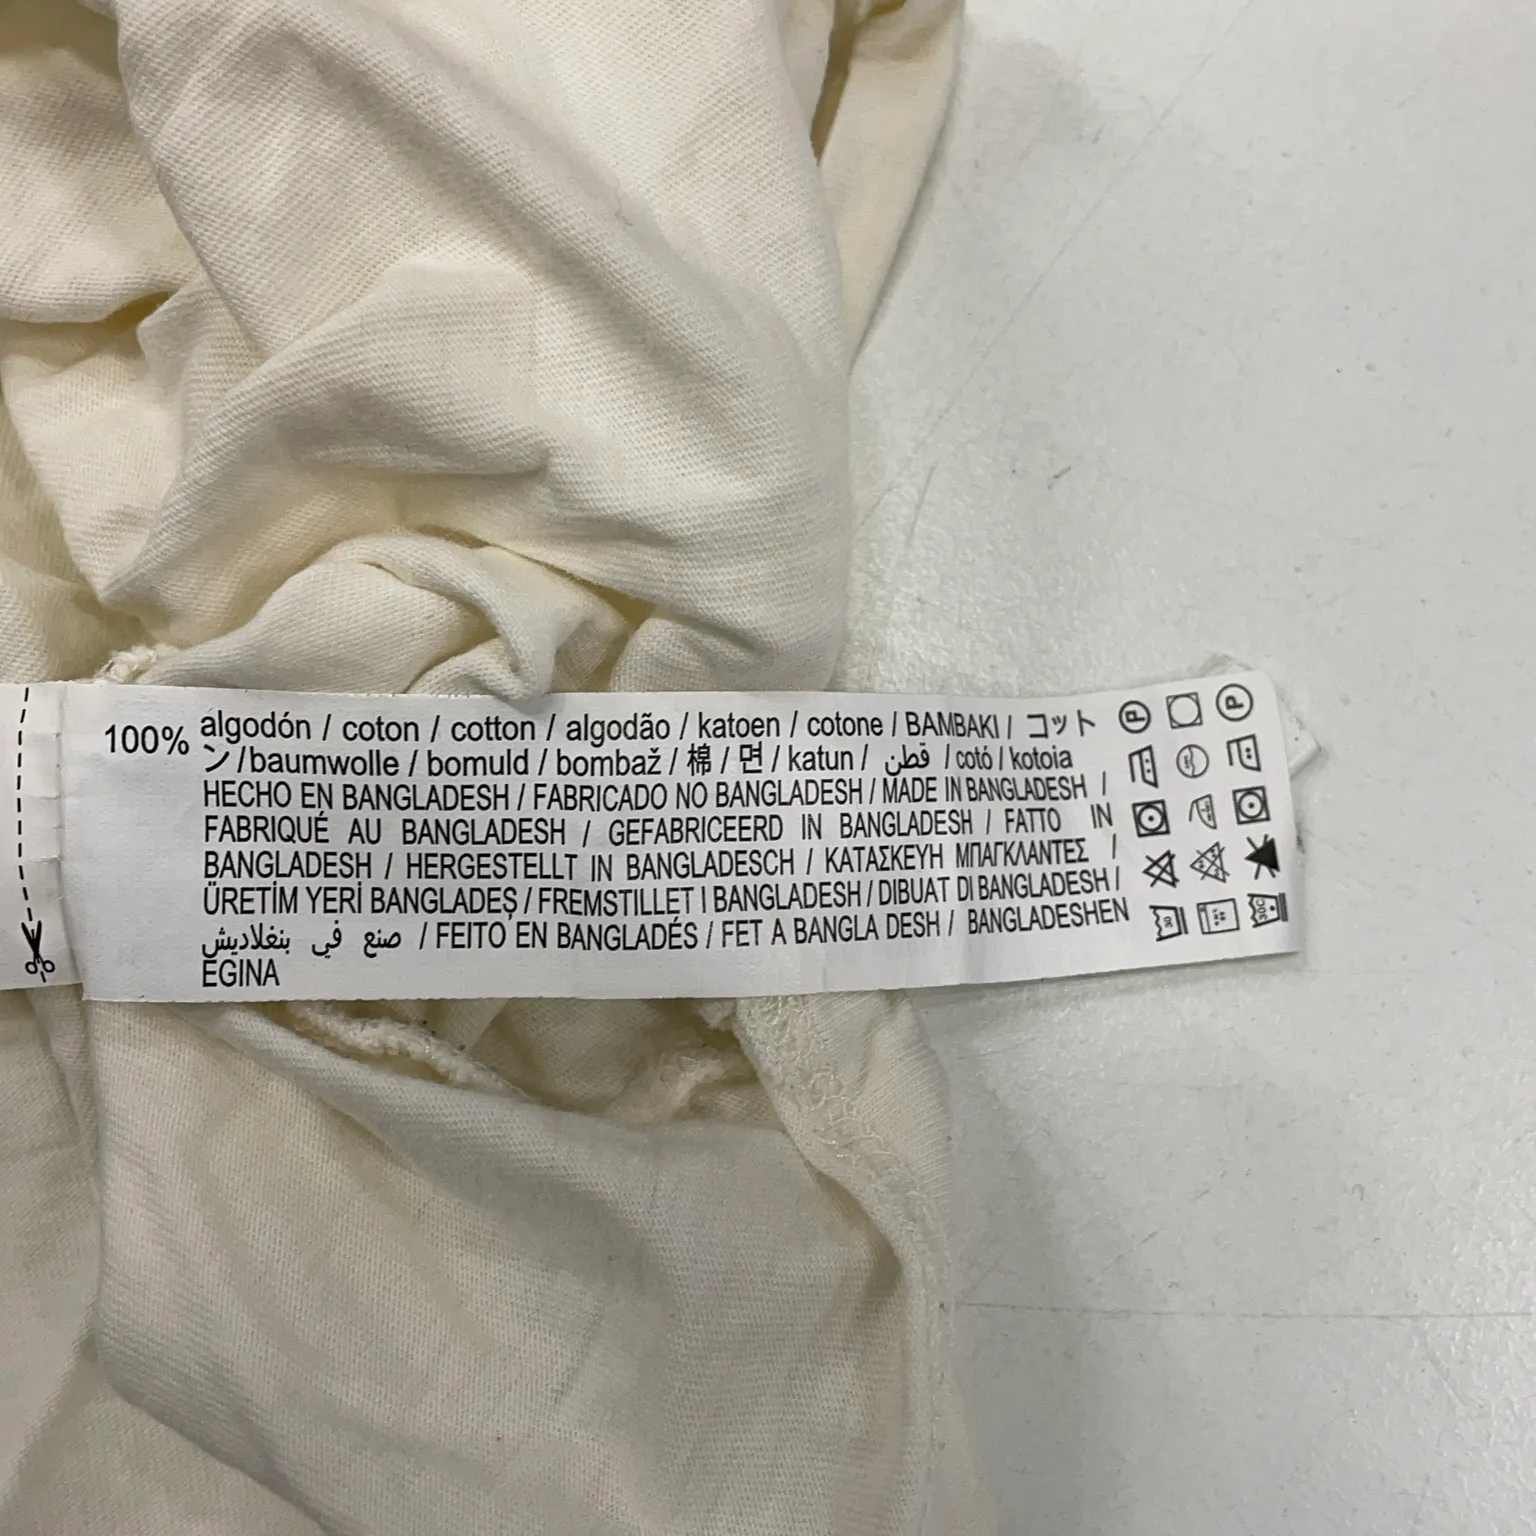 100% algodón / coton / cotton / algodão / katoen / cotone / BAMBAKI / コット
ン /baumwolle / bomuld / bombaž / 棉 / 면 / katun / قطن / cotó / kotoia
HECHO EN BANGLADESH / FABRICADO NO BANGLADESH / MADE IN BANGLADESH /
FABRIQUÉ AU BANGLADESH / GEFABRICEERD IN BANGLADESH / FATTO IN
BANGLADESH / HERGESTELLT IN BANGLADESCH / ΚΑΤΑΣΚΕΥΗ ΜΠΑΓΚΛΑΝΤΕΣ /
ÜRETİM YERİ BANGLADEŞ / FREMSTILLET I BANGLADESH / DIBUAT DI BANGLADESH /
صنع في بنغلاديش / FEITO EN BANGLADÉS / FET A BANGLA DESH / BANGLADESHEN
EGINA